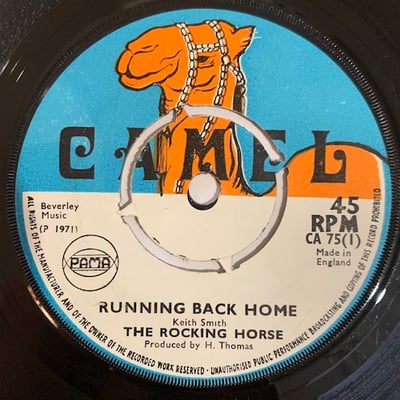 CAMEL
Beverley
Music
(P 1971)
45
RPM
CA 75(1)
Made in
England
PAMA
RUNNING BACK HOME
Keith Smith
THE ROCKING HORSE
Produced by H. Thomas
ALL RIGHTS OF THE MANUFACTURER AND OF THE OWNER OF THE RECORDED WORK RESERVED - UNAUTHORISED PUBLIC PERFORMANCE BROADCASTING AND COPYING OF THIS RECORD PROHIBITED